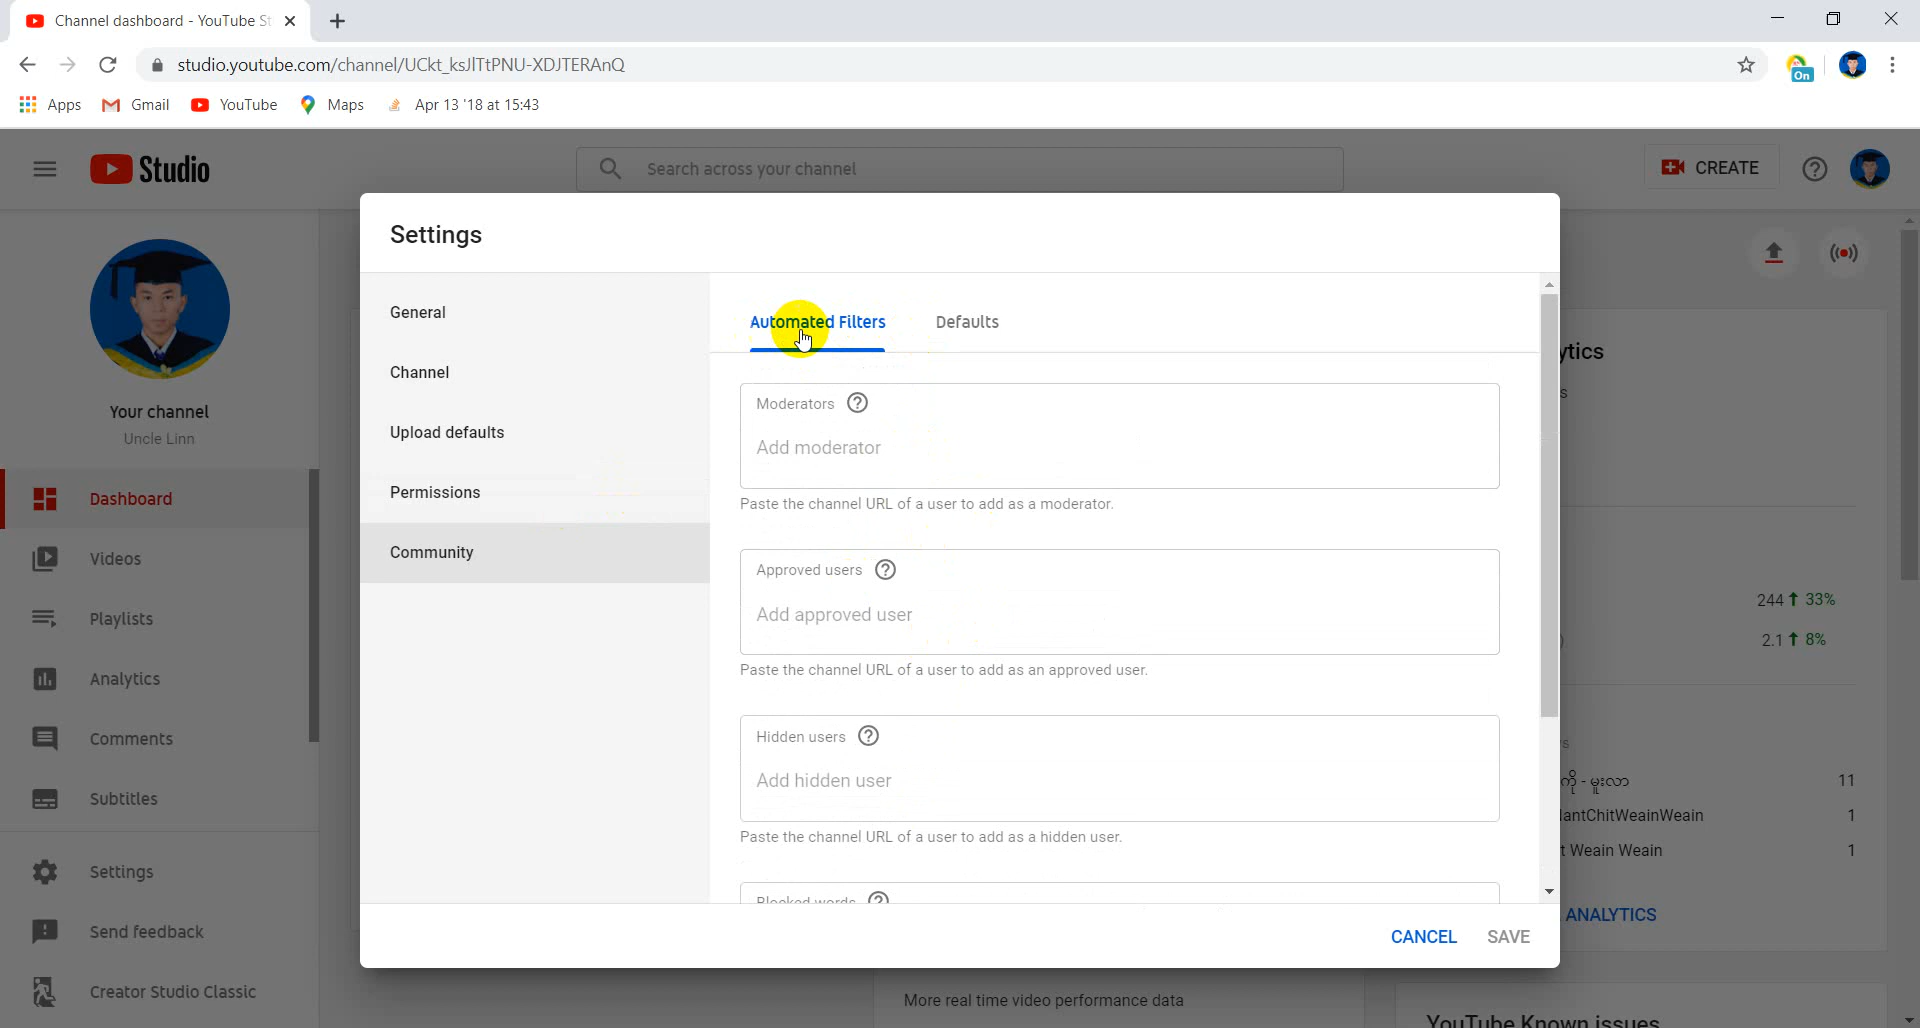 Channel dashboard - YouTube St
studio.youtube.com/channel/UCkt_ksJlTtPNU-XDJTERAnQ
On
Apps Gmail YouTube Maps Apr 13 '18 at 15:43
Studio
Search across your channel
CREATE
Your channel
Uncle Linn
Dashboard
Videos
Playlists
Analytics
Comments
Subtitles
Settings
Send feedback
Creator Studio Classic
Settings
General
Channel
Upload defaults
Permissions
Community
Automated Filters Defaults
Moderators
Add moderator
Paste the channel URL of a user to add as a moderator.
Approved users
Add approved user
Paste the channel URL of a user to add as an approved user.
Hidden users
Add hidden user
Paste the channel URL of a user to add as a hidden user.
Blocked words
CANCEL SAVE
ytics
s
244 33%
2.1 8%
s
ကို - မူးလာ 11
lantChitWeainWeain 1
t Weain Weain 1
ANALYTICS
More real time video performance data
YouTube Known issues